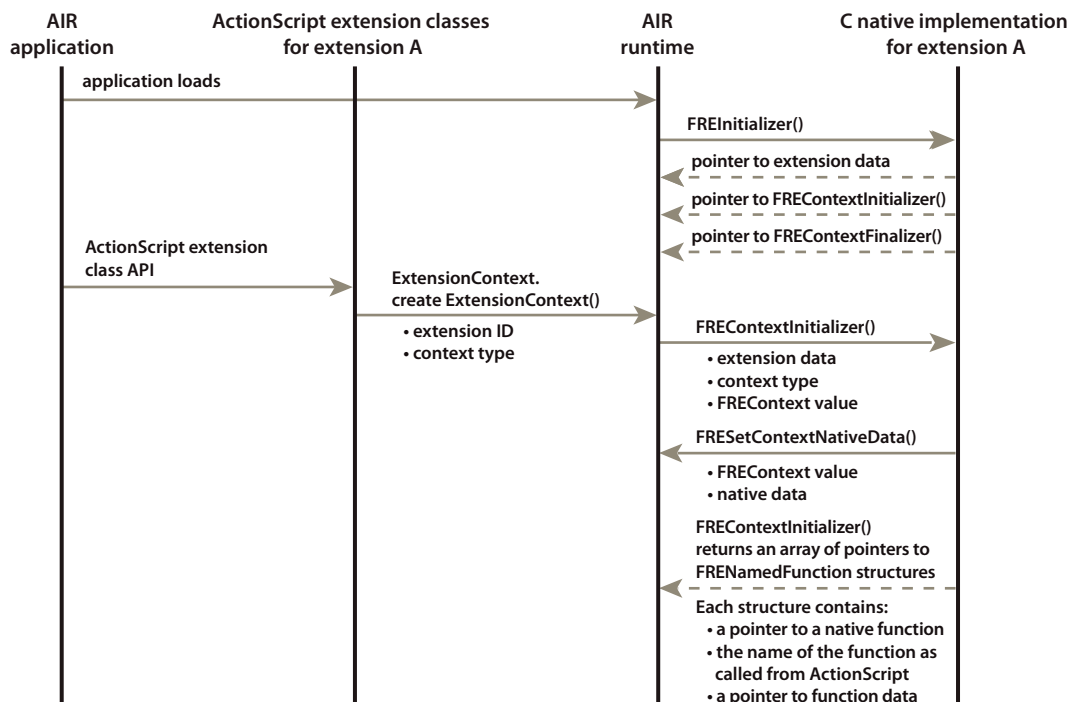 AIR
application
ActionScript extension classes
for extension A
AIR
runtime
C native implementation
for extension A
application loads
FREInitializer()
pointer to extension data
pointer to FREContextInitializer()
pointer to FREContextFinalizer()
ActionScript extension
class API
ExtensionContext.
create ExtensionContext()
• extension ID
• context type
FREContextInitializer()
• extension data
• context type
• FREContext value
FRESetContextNativeData()
• FREContext value
• native data
FREContextInitializer()
returns an array of pointers to
FRENamedFunction structures
Each structure contains:
• a pointer to a native function
• the name of the function as
called from ActionScript
• a pointer to function data